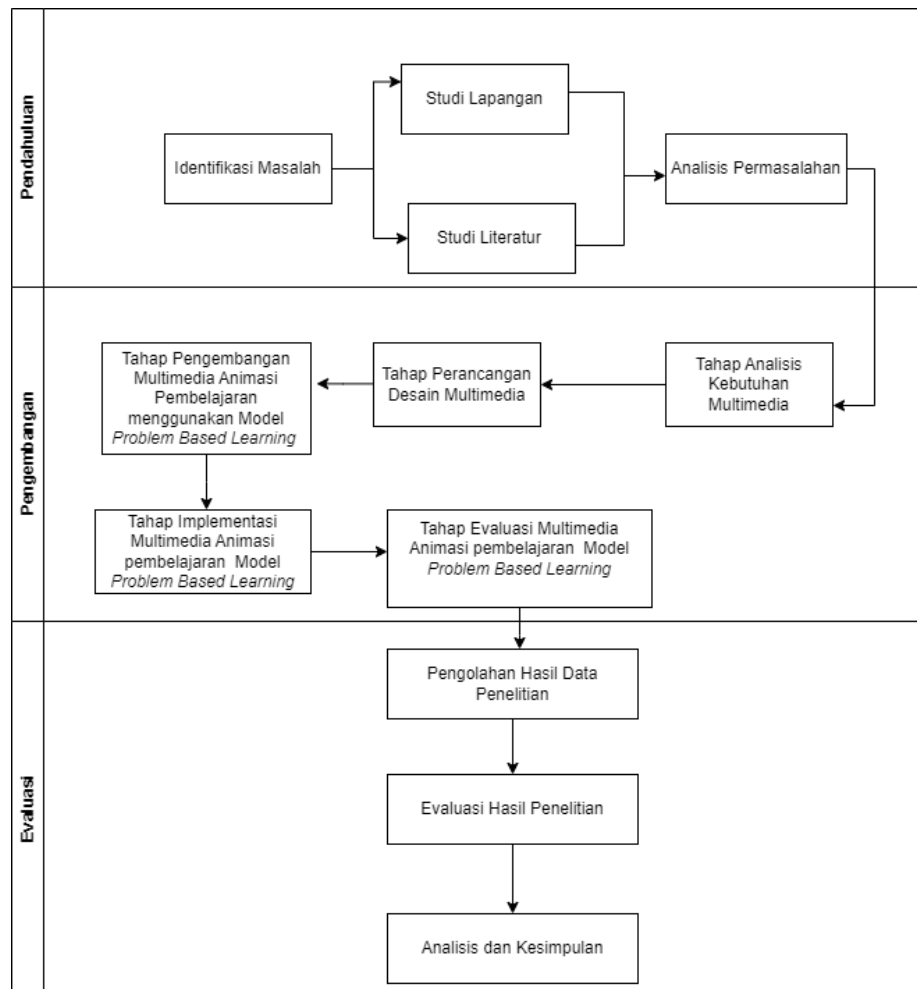 Pendahuluan
Studi Lapangan
Identifikasi Masalah
Analisis Permasalahan
Studi Literatur
Pengembangan
Tahap Pengembangan
Multimedia Animasi
Pembelajaran
menggunakan Model
Problem Based Learning
Tahap Perancangan
Desain Multimedia
Tahap Analisis
Kebutuhan
Multimedia
Tahap Implementasi
Multimedia Animasi
pembelajaran Model
Problem Based Learning
Tahap Evaluasi Multimedia
Animasi pembelajaran Model
Problem Based Learning
Evaluasi
Pengolahan Hasil Data
Penelitian
Evaluasi Hasil Penelitian
Analisis dan Kesimpulan